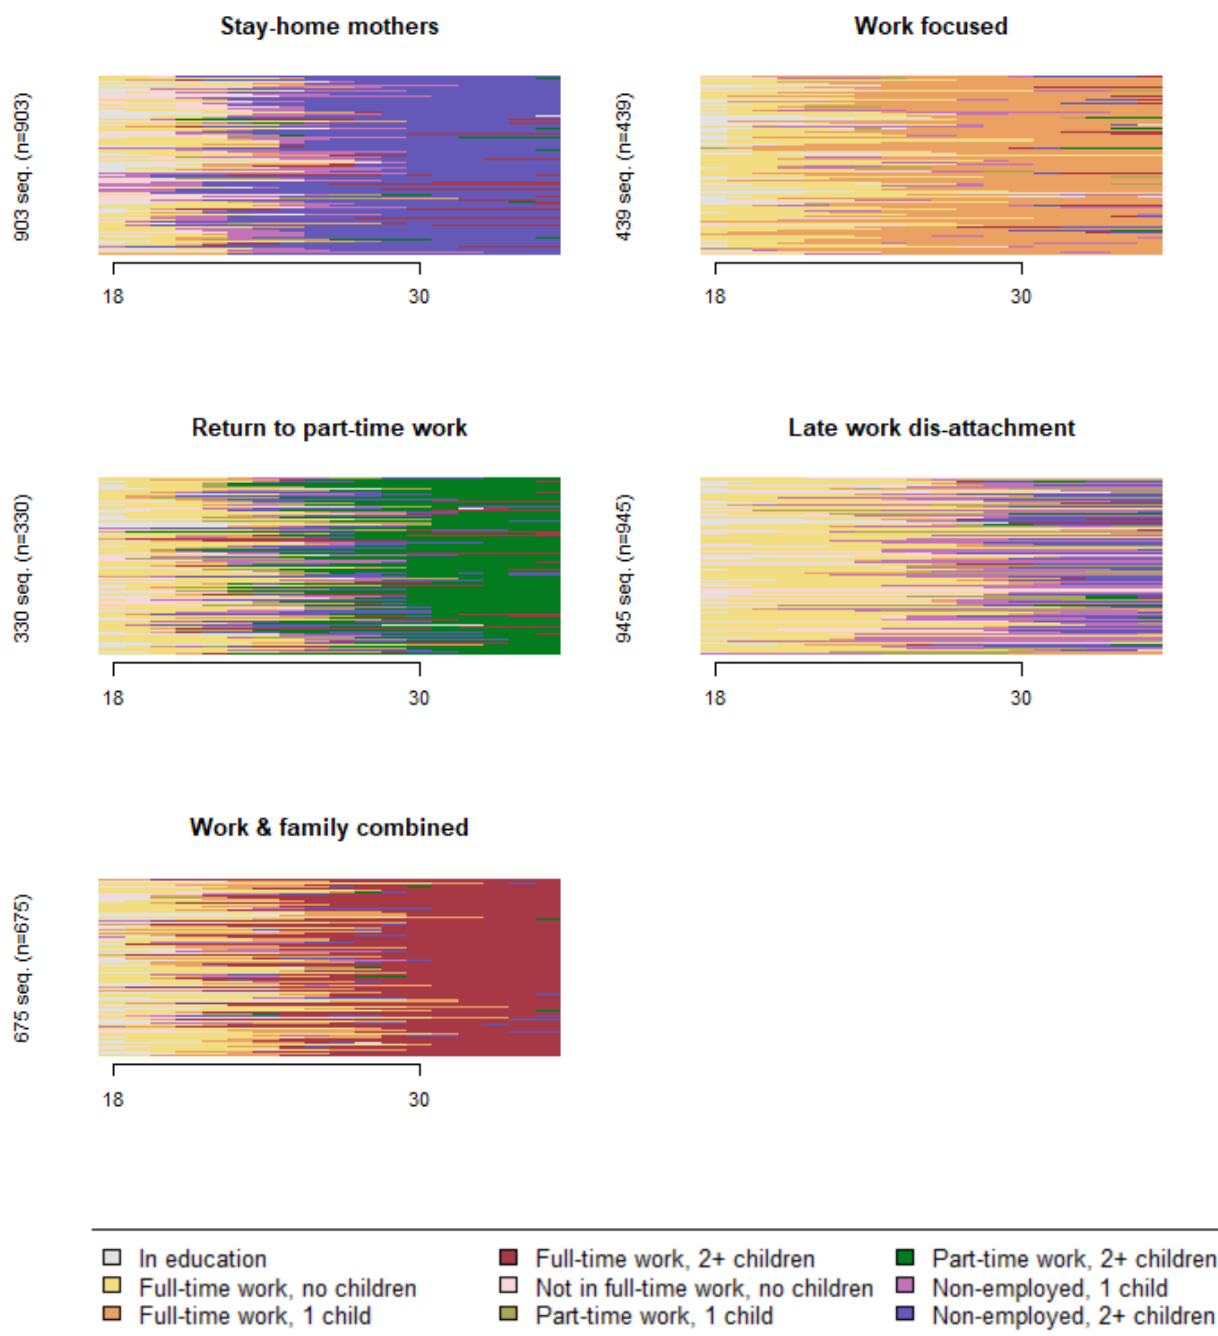 Stay-home mothers
903 seq. (n=903)
18 30
Work focused
439 seq. (n=439)
18 30
Return to part-time work
330 seq. (n=330)
18 30
Late work dis-attachment
945 seq. (n=945)
18 30
Work & family combined
675 seq. (n=675)
18 30
In education
Full-time work, no children
Full-time work, 1 child
Full-time work, 2+ children
Not in full-time work, no children
Part-time work, 1 child
Part-time work, 2+ children
Non-employed, 1 child
Non-employed, 2+ children